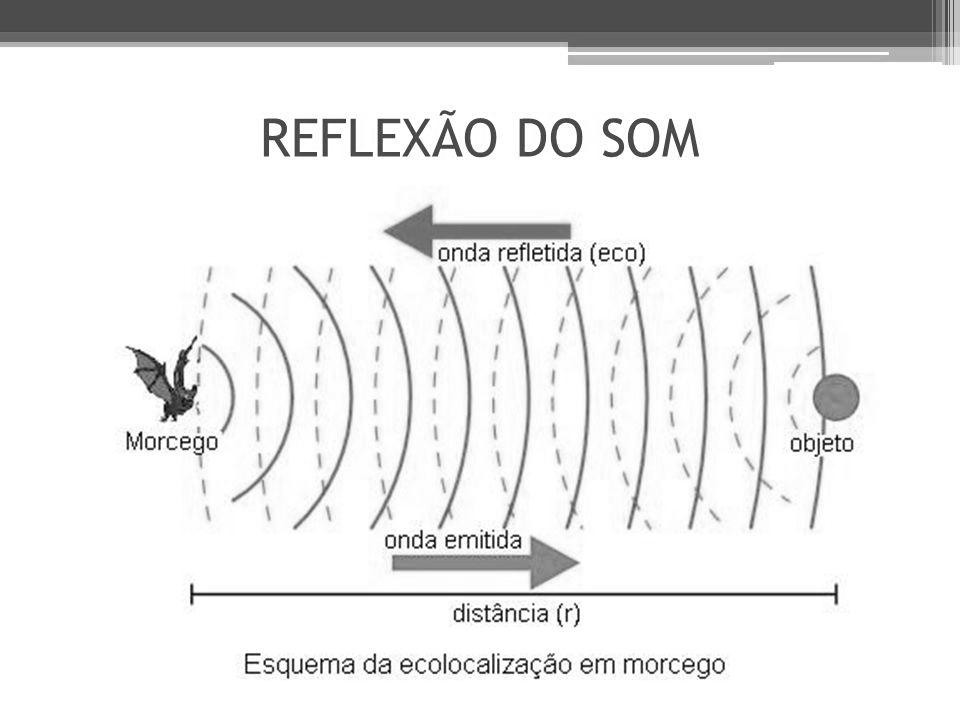 REFLEXÃO DO SOM
onda refletida (eco)
Morcego
objeto
onda emitida
distância (r)
Esquema da ecolocalização em morcego